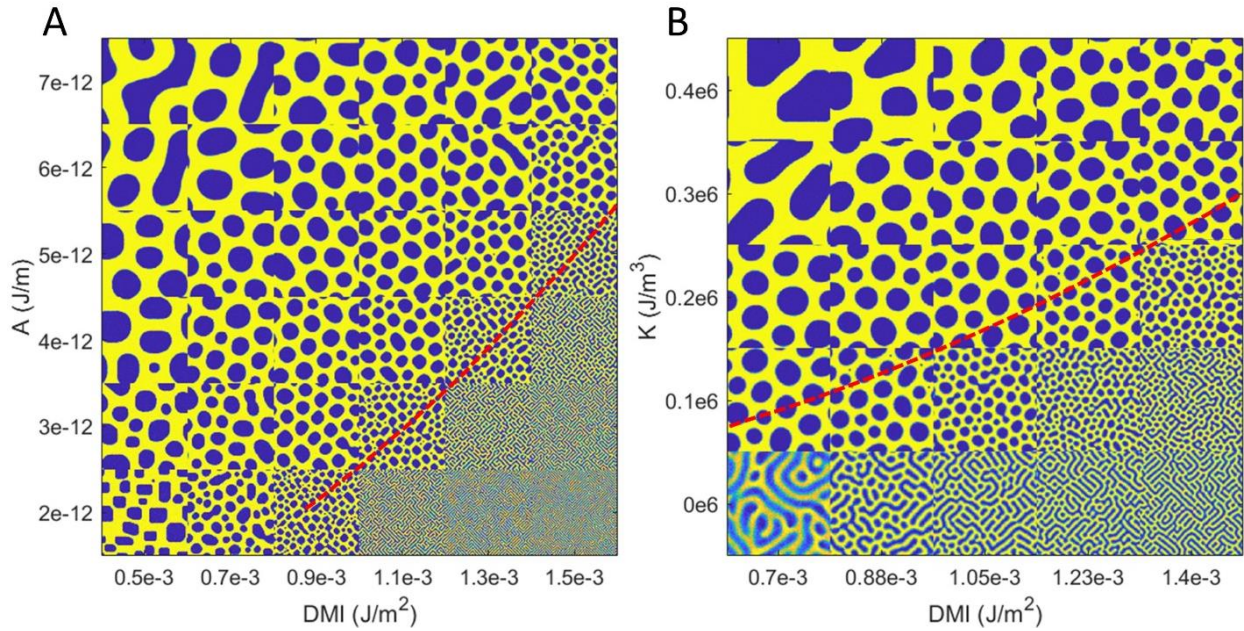 A
A (J/m)
7e-12
6e-12
5e-12
4e-12
3e-12
2e-12
0.5e-3 0.7e-3 0.9e-3 1.1e-3 1.3e-3 1.5e-3
DMI (J/m²)
B
K (J/m³)
0.4e6
0.3e6
0.2e6
0.1e6
0e6
0.7e-3 0.88e-3 1.05e-3 1.23e-3 1.4e-3
DMI (J/m²)